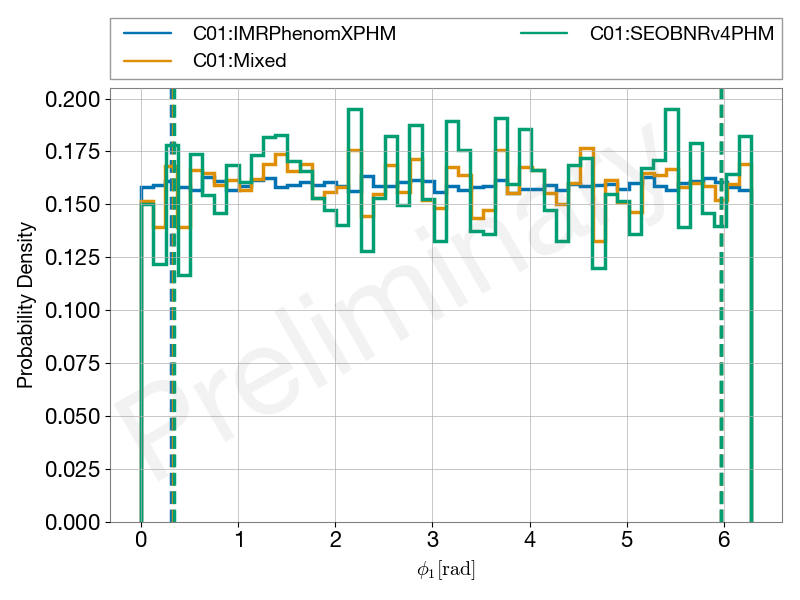 C01:IMRPhenomXPHM
C01:Mixed
C01:SEOBNRv4PHM
0.200
0.175
0.150
0.125
0.100
0.075
0.050
0.025
0.000
Probability Density
Preliminary
0 1 2 3 4 5 6
ϕ₁[rad]